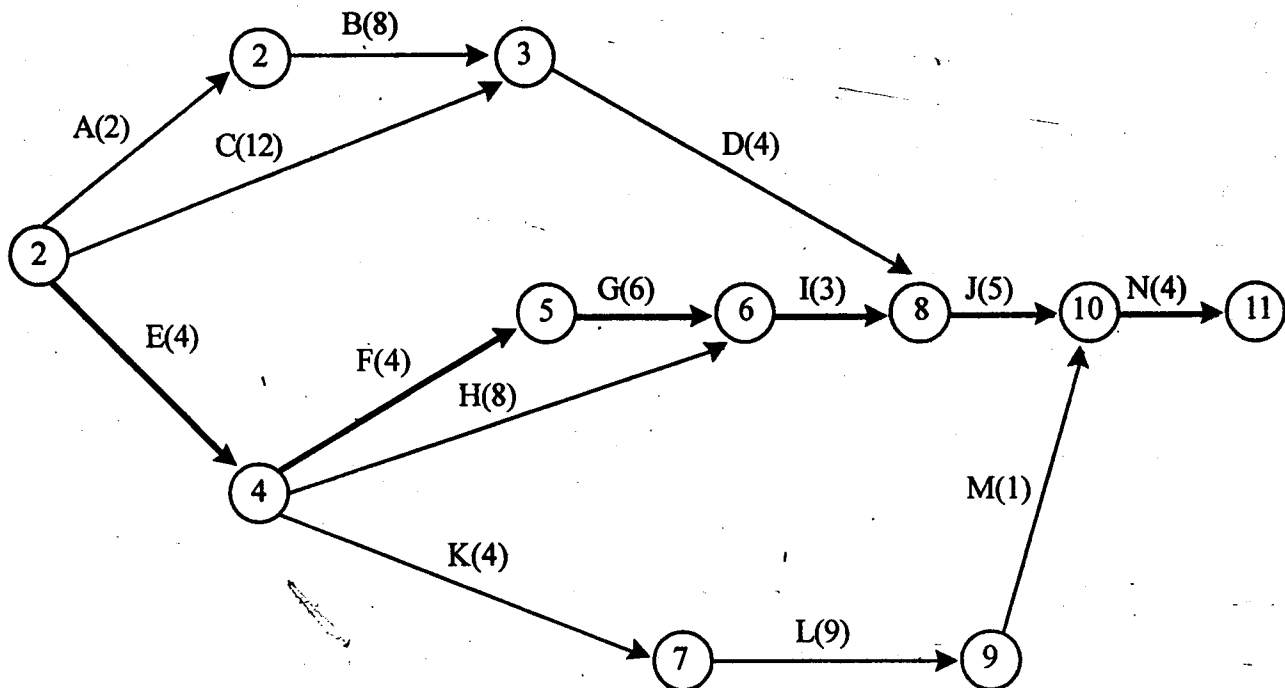 B(8)
2
3
A(2)
C(12)
D(4)
2
G(6)
I(3)
J(5)
N(4)
5
6
8
10
11
E(4)
F(4)
H(8)
4
M(1)
K(4)
L(9)
7
9